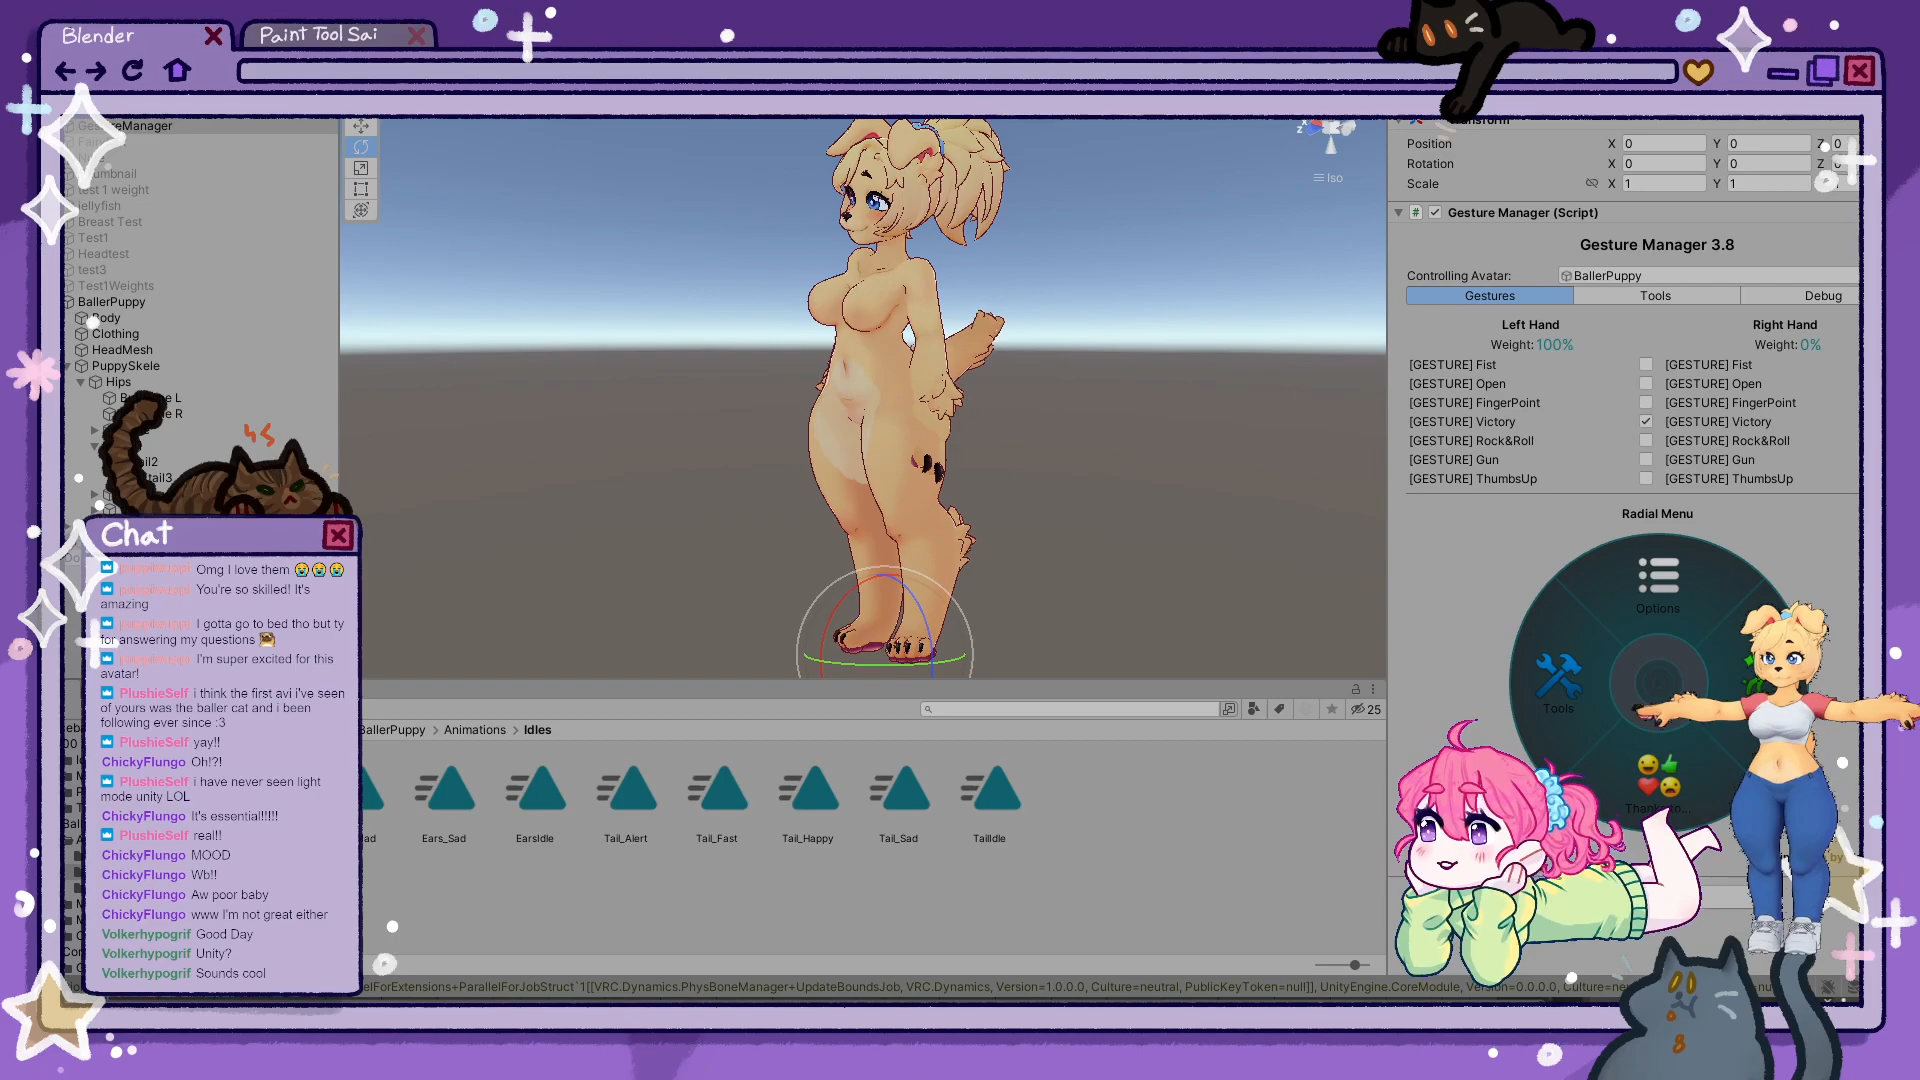 Blender
Paint Tool Sai
GestureManager
test 1 weight
jellyfish
Breast Test
Test1
Headtest
test3
Test1Weights
BallerPuppy
Body
Clothing
HeadMesh
PuppySkele
Hips
Chat
Omg I love them 😭😭😭
You're so skilled! It's
amazing
I gotta go to bed tho but ty
for answering my questions
I'm super excited for this
avatar!
PlushieSelf i think the first avi i've seen
of yours was the baller cat and i been
following ever since :3
PlushieSelf yay!!
ChickyFlungo Oh!?!
PlushieSelf i have never seen light
mode unity LOL
ChickyFlungo It's essential!!!!!
PlushieSelf real!!
ChickyFlungo MOOD
ChickyFlungo Wb!!
ChickyFlungo Aw poor baby
ChickyFlungo www I'm not great either
Volkerhypogrif Good Day
Volkerhypogrif Unity?
Volkerhypogrif Sounds cool
Z
Iso
25
BallerPuppy > Animations > Idles
Ears_Sad
EarsIdle
Tail_Alert
Tail_Fast
Tail_Happy
Tail_Sad
TailIdle
Position X 0 Y 0 Z 0
Rotation X 0 Y 0 Z 0
Scale X 1 Y 1
# Gesture Manager (Script)
Gesture Manager 3.8
Controlling Avatar: BallerPuppy
Gestures Tools Debug
Left Hand Right Hand
Weight: 100% Weight: 0%
[GESTURE] Fist [GESTURE] Fist
[GESTURE] Open [GESTURE] Open
[GESTURE] FingerPoint [GESTURE] FingerPoint
[GESTURE] Victory [GESTURE] Victory
[GESTURE] Rock&Roll [GESTURE] Rock&Roll
[GESTURE] Gun [GESTURE] Gun
[GESTURE] ThumbsUp [GESTURE] ThumbsUp
Radial Menu
Options
Tools
by
elForExtensions+ParallelForJobStruct`1[[VRC.Dynamics.PhysBoneManager+UpdateBoundsJob, VRC.Dynamics, Version=1.0.0.0, Culture=neutral, PublicKeyToken=null]], UnityEngine.CoreModule, Version=0.0.0.0,